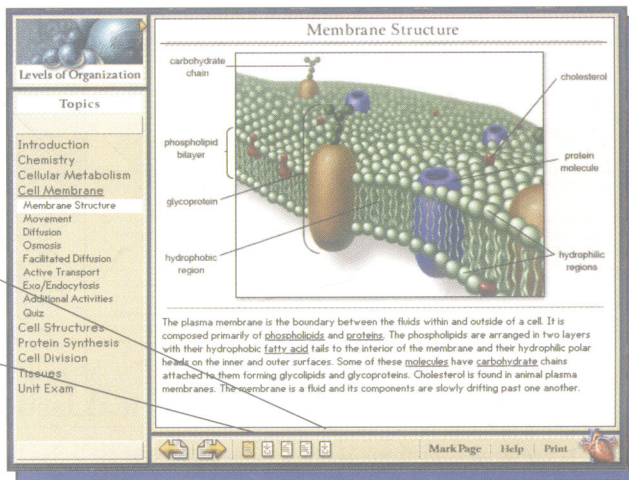 Levels of Organization
Topics
Introduction
Chemistry
Cellular Metabolism
Cell Membrane
Membrane Structure
Movement
Diffusion
Osmosis
Facilitated Diffusion
Active Transport
Exo/Endocytosis
Additional Activities
Quiz
Cell Structures
Protein Synthesis
Cell Division
Tissues
Unit Exam
Membrane Structure
carbohydrate
chain
phospholipid
bilayer
glycoprotein
hydrophobic
region
cholesterol
protein
molecule
hydrophilic
regions
The plasma membrane is the boundary between the fluids within and outside of a cell. It is
composed primarily of phospholipids and proteins. The phospholipids are arranged in two layers
with their hydrophobic fatty acid tails to the interior of the membrane and their hydrophilic polar
heads on the inner and outer surfaces. Some of these molecules have carbohydrate chains
attached to them forming glycolipids and glycoproteins. Cholesterol is found in animal plasma
membranes. The membrane is a fluid and its components are slowly drifting past one another.
Mark Page Help Print